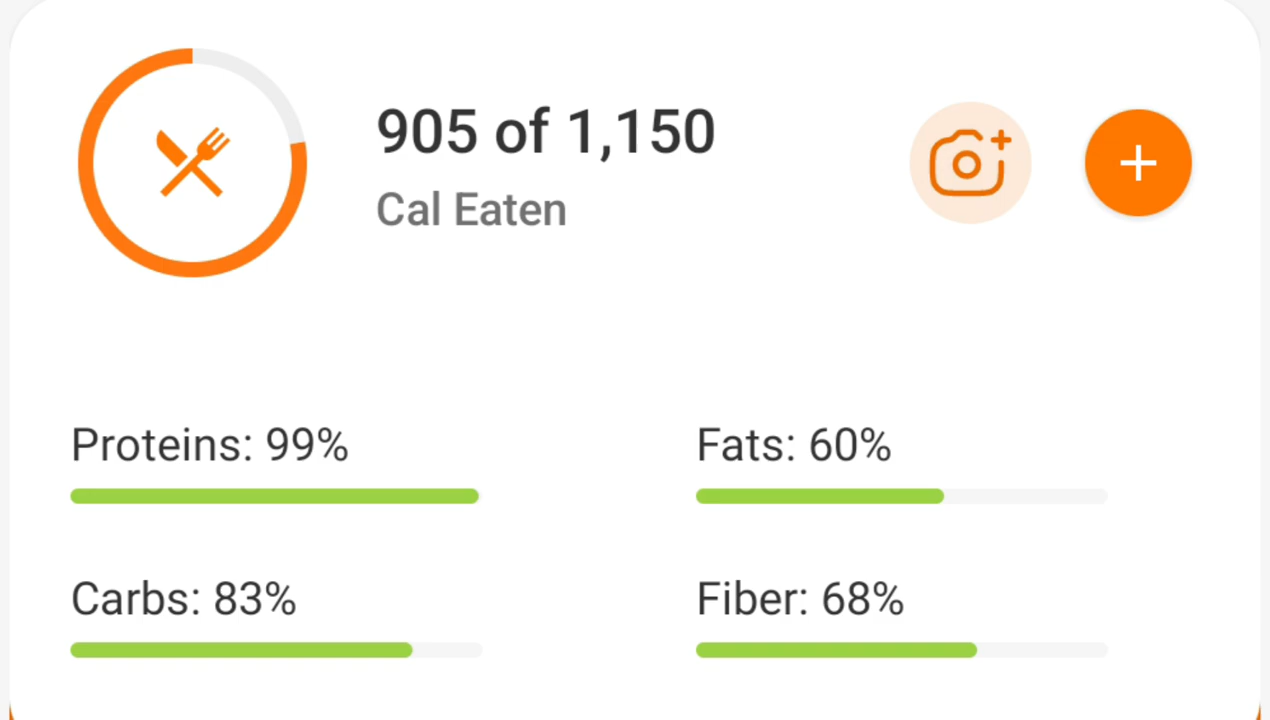 905 of 1,150
Cal Eaten
Proteins: 99%
Fats: 60%
Carbs: 83%
Fiber: 68%